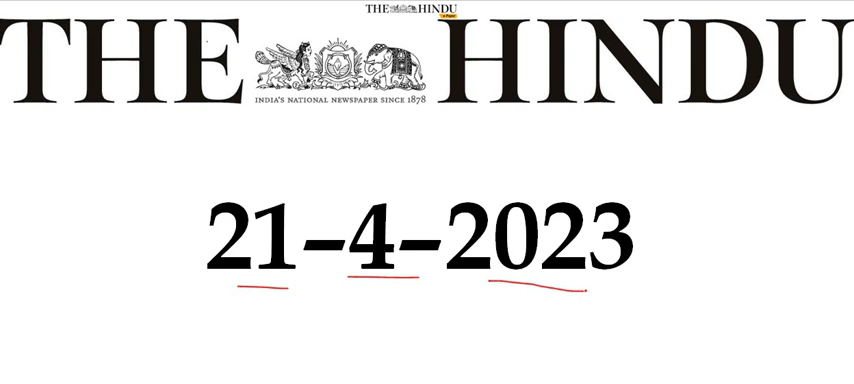 THE HINDU
e-Paper
THE HINDU
INDIA'S NATIONAL NEWSPAPER SINCE 1878
21-4-2023